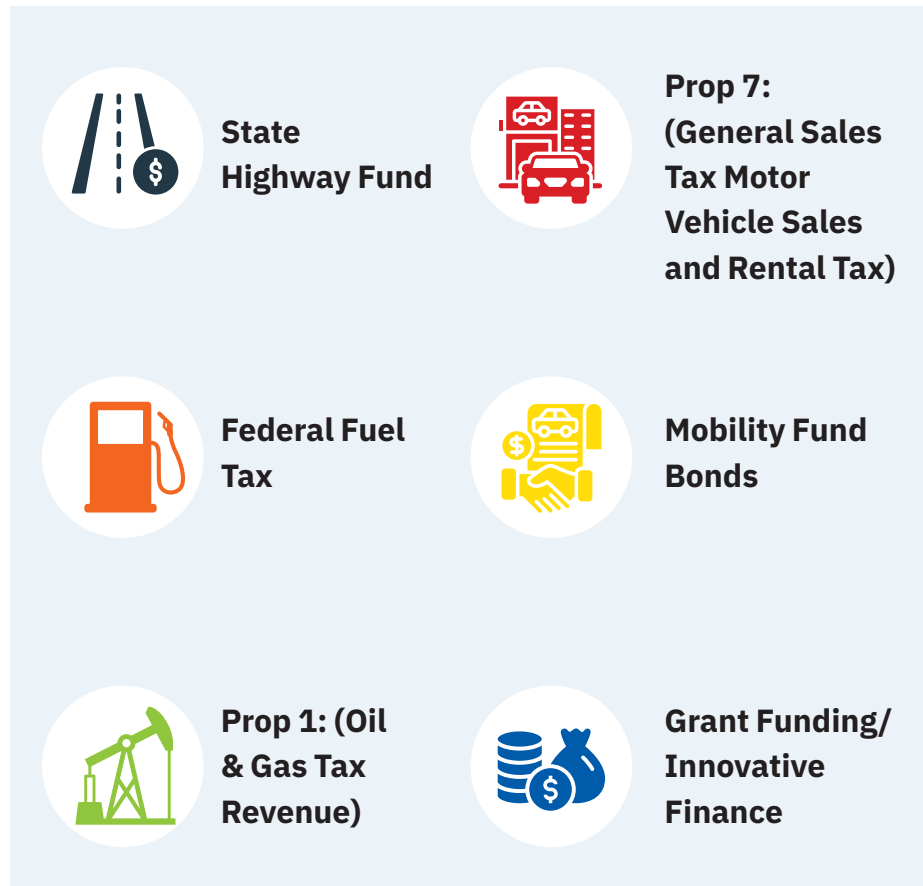 State
Highway Fund
Prop 7:
(General Sales
Tax Motor
Vehicle Sales
and Rental Tax)
Federal Fuel
Tax
Mobility Fund
Bonds
Prop 1: (Oil
& Gas Tax
Revenue)
Grant Funding/
Innovative
Finance
$
$
$